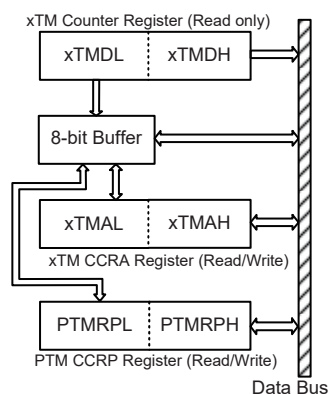 xTM Counter Register (Read only)
xTMDL xTMDH
8-bit Buffer
xTMAL xTMAH
xTM CCRA Register (Read/Write)
PTMRPL PTMRPH
PTM CCRP Register (Read/Write)
Data Bus